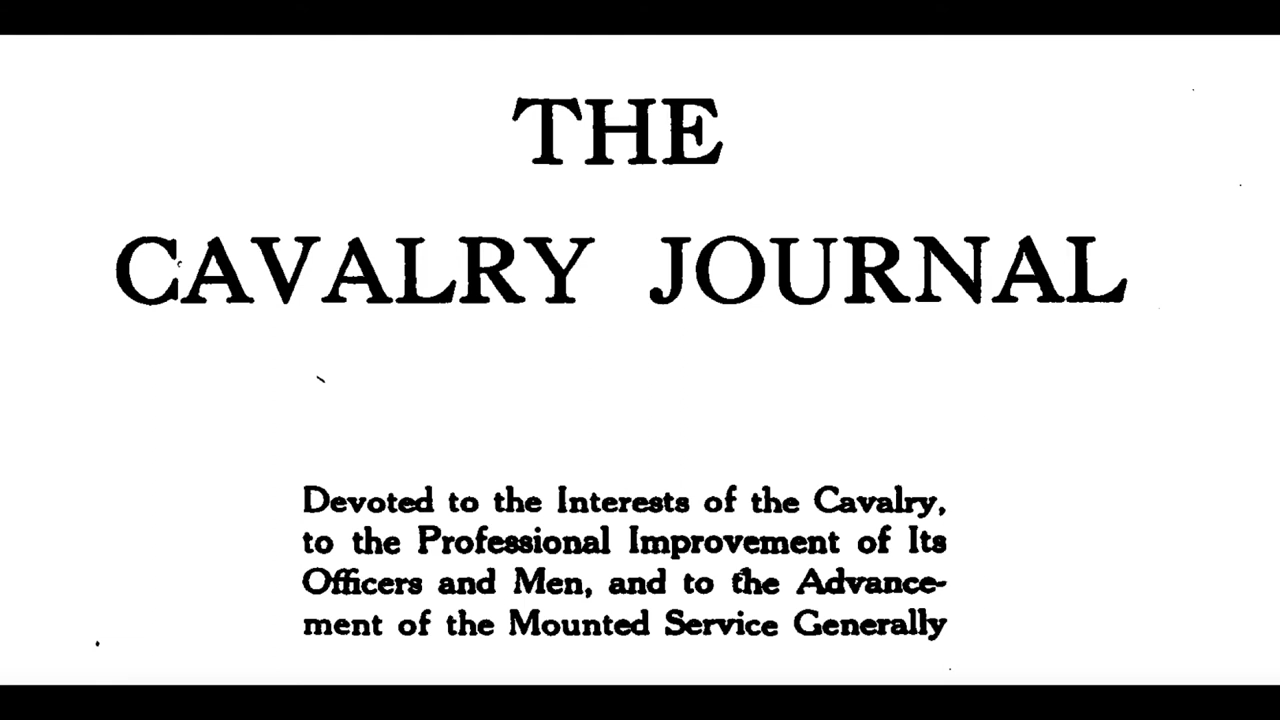 THE
CAVALRY JOURNAL
Devoted to the Interests of the Cavalry,
to the Professional Improvement of Its
Officers and Men, and to the Advance-
ment of the Mounted Service Generally